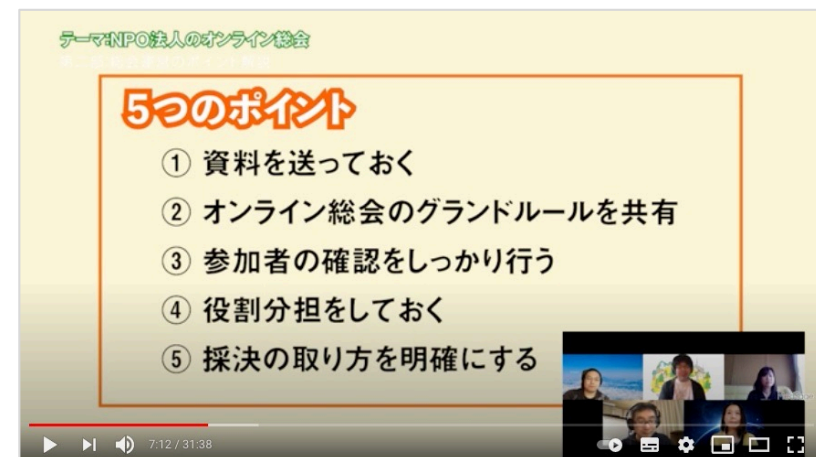 テーマ:NPO法人のオンライン総会
5つのポイント
① 資料を送っておく
② オンライン総会のグランドルールを共有
③ 参加者の確認をしっかり行う
④ 役割分担をしておく
⑤ 採決の取り方を明確にする
7:12 / 31:38